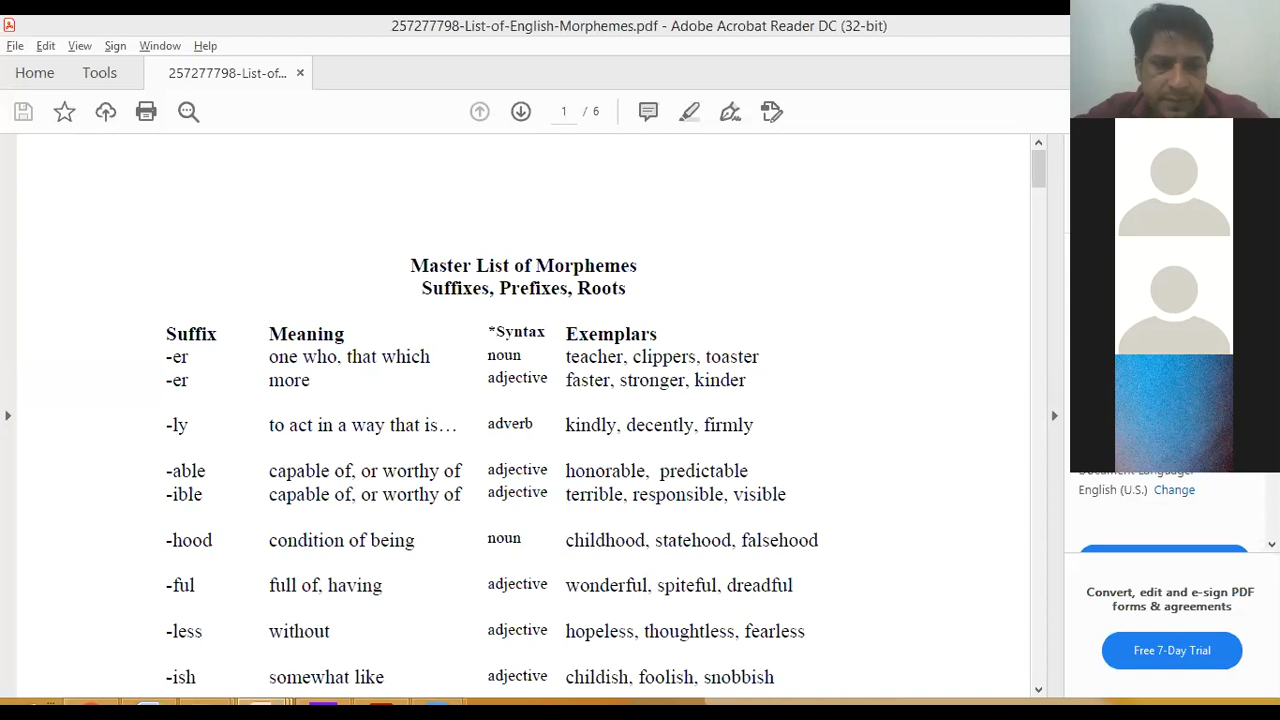 257277798-List-of-English-Morphemes.pdf - Adobe Acrobat Reader DC (32-bit)
File Edit View Sign Window Help
Home Tools 257277798-List-of... ×
1 / 6
Master List of Morphemes
Suffixes, Prefixes, Roots
Suffix Meaning *Syntax Exemplars
-er one who, that which noun teacher, clippers, toaster
-er more adjective faster, stronger, kinder
-ly to act in a way that is… adverb kindly, decently, firmly
-able capable of, or worthy of adjective honorable, predictable
-ible capable of, or worthy of adjective terrible, responsible, visible
-hood condition of being noun childhood, statehood, falsehood
-ful full of, having adjective wonderful, spiteful, dreadful
-less without adjective hopeless, thoughtless, fearless
-ish somewhat like adjective childish, foolish, snobbish
Document Language:
English (U.S.) Change
Convert, edit and e-sign PDF
forms & agreements
Free 7-Day Trial